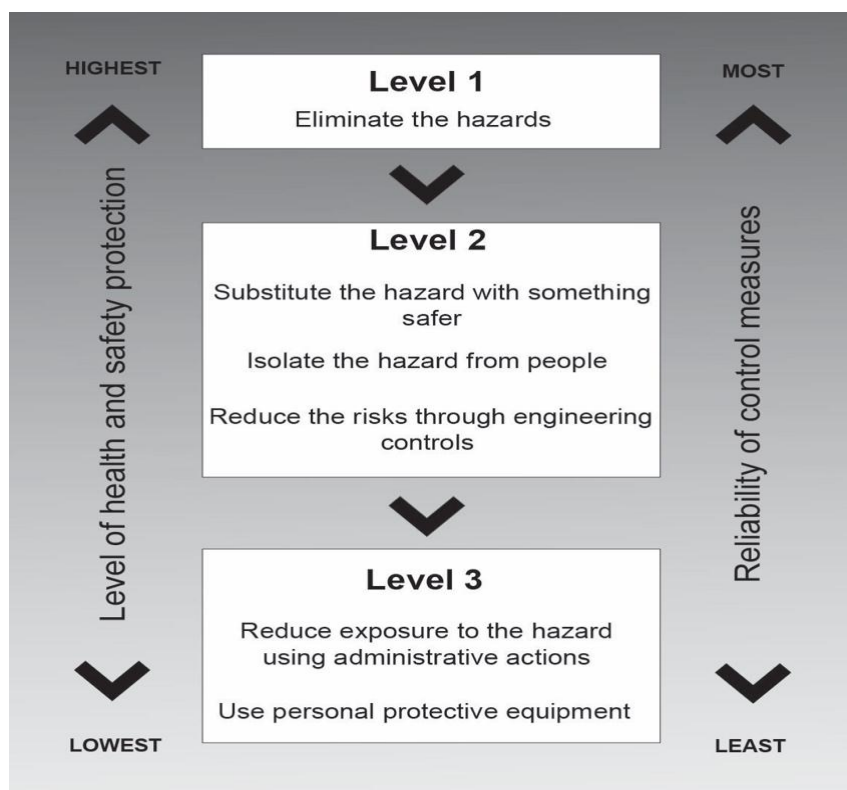 HIGHEST
MOST
Level 1
Eliminate the hazards
Level of health and safety protection
Reliability of control measures
Level 2
Substitute the hazard with something
safer
Isolate the hazard from people
Reduce the risks through engineering
controls
Level 3
Reduce exposure to the hazard
using administrative actions
Use personal protective equipment
LOWEST
LEAST